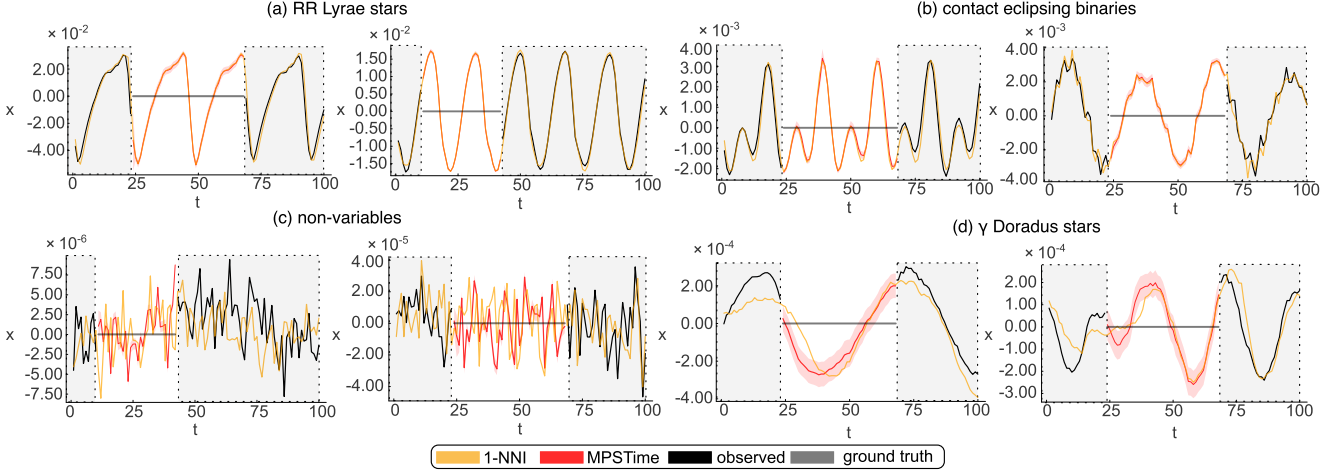 (a) RR Lyrae stars
(b) contact eclipsing binaries
× 10⁻²
2.00
0.00
-2.00
-4.00
x
0 25 50 75 100
t
× 10⁻²
1.50
1.00
0.50
0.00
-0.50
-1.00
-1.50
x
0 25 50 75 100
t
× 10⁻³
4.00
3.00
2.00
1.00
0.00
-1.00
-2.00
x
0 25 50 75 100
t
× 10⁻³
4.00
2.00
0.00
-2.00
-4.00
x
0 25 50 75 100
t
(c) non-variables
(d) γ Doradus stars
× 10⁻⁶
7.50
5.00
2.50
0.00
-2.50
-5.00
-7.50
x
0 25 50 75 100
t
× 10⁻⁵
4.00
2.00
0.00
-2.00
-4.00
x
0 25 50 75 100
t
× 10⁻⁴
2.00
0.00
-2.00
-4.00
x
0 25 50 75 100
t
× 10⁻⁴
2.00
1.00
0.00
-1.00
-2.00
-3.00
x
0 25 50 75 100
t
1-NNI MPSTime observed ground truth